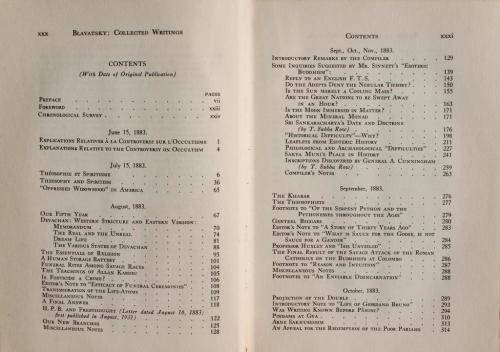 xxx BLAVATSKY: COLLECTED WRITINGS
CONTENTS
(With Date of Original Publication)
PAGES
PREFACE vii
FOREWORD xxiii
CHRONOLOGICAL SURVEY xxiv
June 15, 1883.
EXPLICATIONS RELATIVES À LA CONTROVERSE SUR L'OCCULTISME 1
EXPLANATIONS RELATIVE TO THE CONTROVERSY ON OCCULTISM 4
July 15, 1883.
THÉOSOPHIE ET SPIRITISME 6
THEOSOPHY AND SPIRITISM 36
"OPPRESSED WIDOWHOOD" IN AMERICA 65
August, 1883.
OUR FIFTH YEAR 67
DEVACHAN: WESTERN STRICTURE AND EASTERN VERSION:
MEMORANDUM 70
THE REAL AND THE UNREAL 74
DREAM LIFE 81
THE VARIOUS STATES OF DEVACHAN 88
THE ESSENTIALS OF RELIGION 93
A HUMAN STORAGE BATTERY 101
FUNERAL RITES AMONG SAVAGE RACES 104
THE TEACHINGS OF ALLAN KARDEC 105
IS FOETICIDE A CRIME? 106
EDITOR'S NOTE TO "EFFICACY OF FUNERAL CEREMONIES" 108
TRANSMIGRATION OF THE LIFE-ATOMS 109
MISCELLANEOUS NOTES 117
A FINAL ANSWER 118
H. P. B. AND FREETHOUGHT (Letter dated August 16, 1883;
first published in August, 1931) 122
OUR NEW BRANCHES 125
MISCELLANEOUS NOTES 128
CONTENTS xxxi
Sept., Oct., Nov., 1883.
INTRODUCTORY REMARKS BY THE COMPILER 129
SOME INQUIRIES SUGGESTED BY MR. SINNETT'S "ESOTERIC
BUDDHISM": 139
REPLY TO AN ENGLISH F. T. S. 143
DO THE ADEPTS DENY THE NEBULAR THEORY? 150
IS THE SUN MERELY A COOLING MASS? 155
ARE THE GREAT NATIONS TO BE SWEPT AWAY
IN AN HOUR? 163
IS THE MOON IMMERSED IN MATTER? 171
ABOUT THE MINERAL MONAD 171
SRI SANKARACHARYA'S DATE AND DOCTRINE
(by T. Subba Row) 176
"HISTORICAL DIFFICULTY"—WHY? 198
LEAFLETS FROM ESOTERIC HISTORY 211
PHILOLOGICAL AND ARCHAEOLOGICAL "DIFFICULTIES" 227
SAKYA MUNI'S PLACE IN HISTORY 241
INSCRIPTIONS DISCOVERED BY GENERAL A. CUNNINGHAM
(by T. Subba Row) 259
COMPILER'S NOTES 263
September, 1883.
THE KHABAR 276
THE THEOSOPHISTS 277
FOOTNOTE TO "OF THE SERPENT PYTHON AND THE
PYTHONESSES THROUGHOUT THE AGES" 279
GENTEEL BEGGARS 280
EDITOR'S NOTE TO "A STORY OF THIRTY YEARS AGO" 283
EDITOR'S NOTE TO "WHAT IS SAUCE FOR THE GOOSE, IS NOT
SAUCE FOR A GANDER" 284
PROFESSOR HUXLEY AND "ISIS UNVEILED" 285
THE FINAL RESULT OF THE SAVAGE ATTACK OF THE ROMAN
CATHOLICS ON THE BUDDHISTS AT COLOMBO 286
FOOTNOTE TO "REASON AND INTUITION" 287
MISCELLANEOUS NOTES 288
FOOTNOTES TO "AN ENVIABLE DISINCARNATION" 288
October, 1883.
PROJECTION OF THE DOUBLE 289
INTRODUCTORY NOTE TO "LIFE OF GIORDANO BRUNO" 293
WAS WRITING KNOWN BEFORE PÂNINI? 294
PINDAMS AT GYA 310
ARNE SAKNUSSEMM 313
AN APPEAL FOR THE REDEMPTION OF THE POOR PARIAHS 314